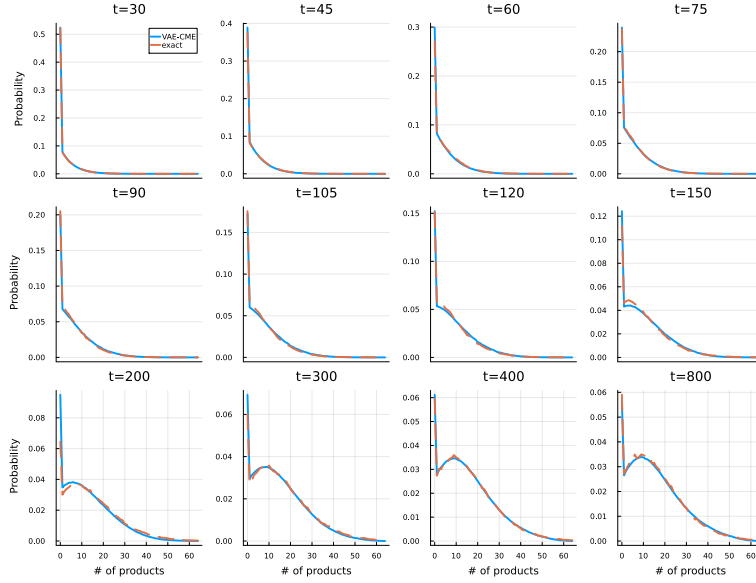 t=30
t=45
t=60
t=75
VAE-CME
exact
Probability
0.5
0.4
0.3
0.2
0.1
0.0
0.4
0.3
0.2
0.1
0.0
0.3
0.2
0.1
0.0
0.20
0.15
0.10
0.05
0.00
t=90
t=105
t=120
t=150
Probability
0.20
0.15
0.10
0.05
0.00
0.15
0.10
0.05
0.00
0.15
0.10
0.05
0.00
0.12
0.10
0.08
0.06
0.04
0.02
0.00
t=200
t=300
t=400
t=800
Probability
0.08
0.06
0.04
0.02
0.00
0.06
0.04
0.02
0.00
0.06
0.05
0.04
0.03
0.02
0.01
0.00
0.06
0.05
0.04
0.03
0.02
0.01
0.00
0 10 20 30 40 50 60
0 10 20 30 40 50 60
0 10 20 30 40 50 60
0 10 20 30 40 50 60
# of products
# of products
# of products
# of products